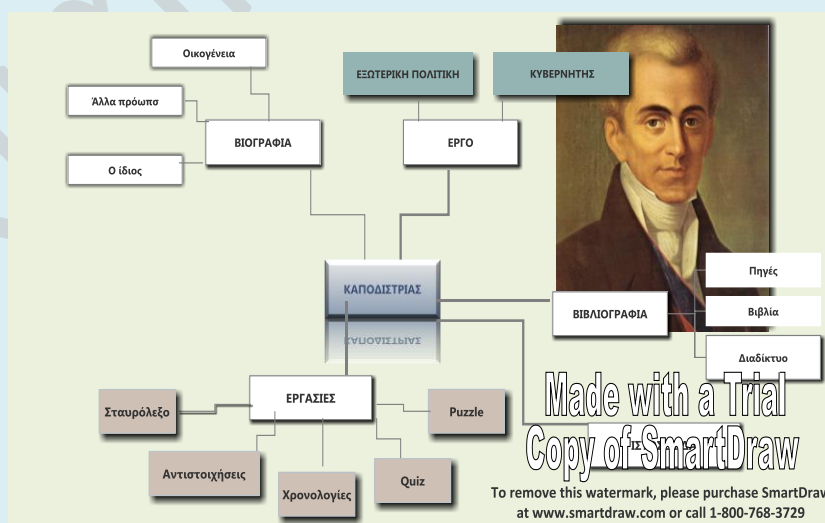 Οικογένεια
ΕΞΩΤΕΡΙΚΗ ΠΟΛΙΤΙΚΗ
ΚΥΒΕΡΝΗΤΗΣ
Άλλα πρόωπσ
ΒΙΟΓΡΑΦΙΑ
ΕΡΓΟ
Ο ίδιος
Πηγές
ΚΑΠΟΔΙΣΤΡΙΑΣ
ΒΙΒΛΙΟΓΡΑΦΙΑ
Βιβλία
Διαδίκτυο
ΕΡΓΑΣΙΕΣ
Σταυρόλεξο
Puzzle
Αντιστοιχήσεις
Χρονολογίες
Quiz
Made with a Trial
Copy of SmartDraw
To remove this watermark, please purchase SmartDraw
at www.smartdraw.com or call 1-800-768-3729